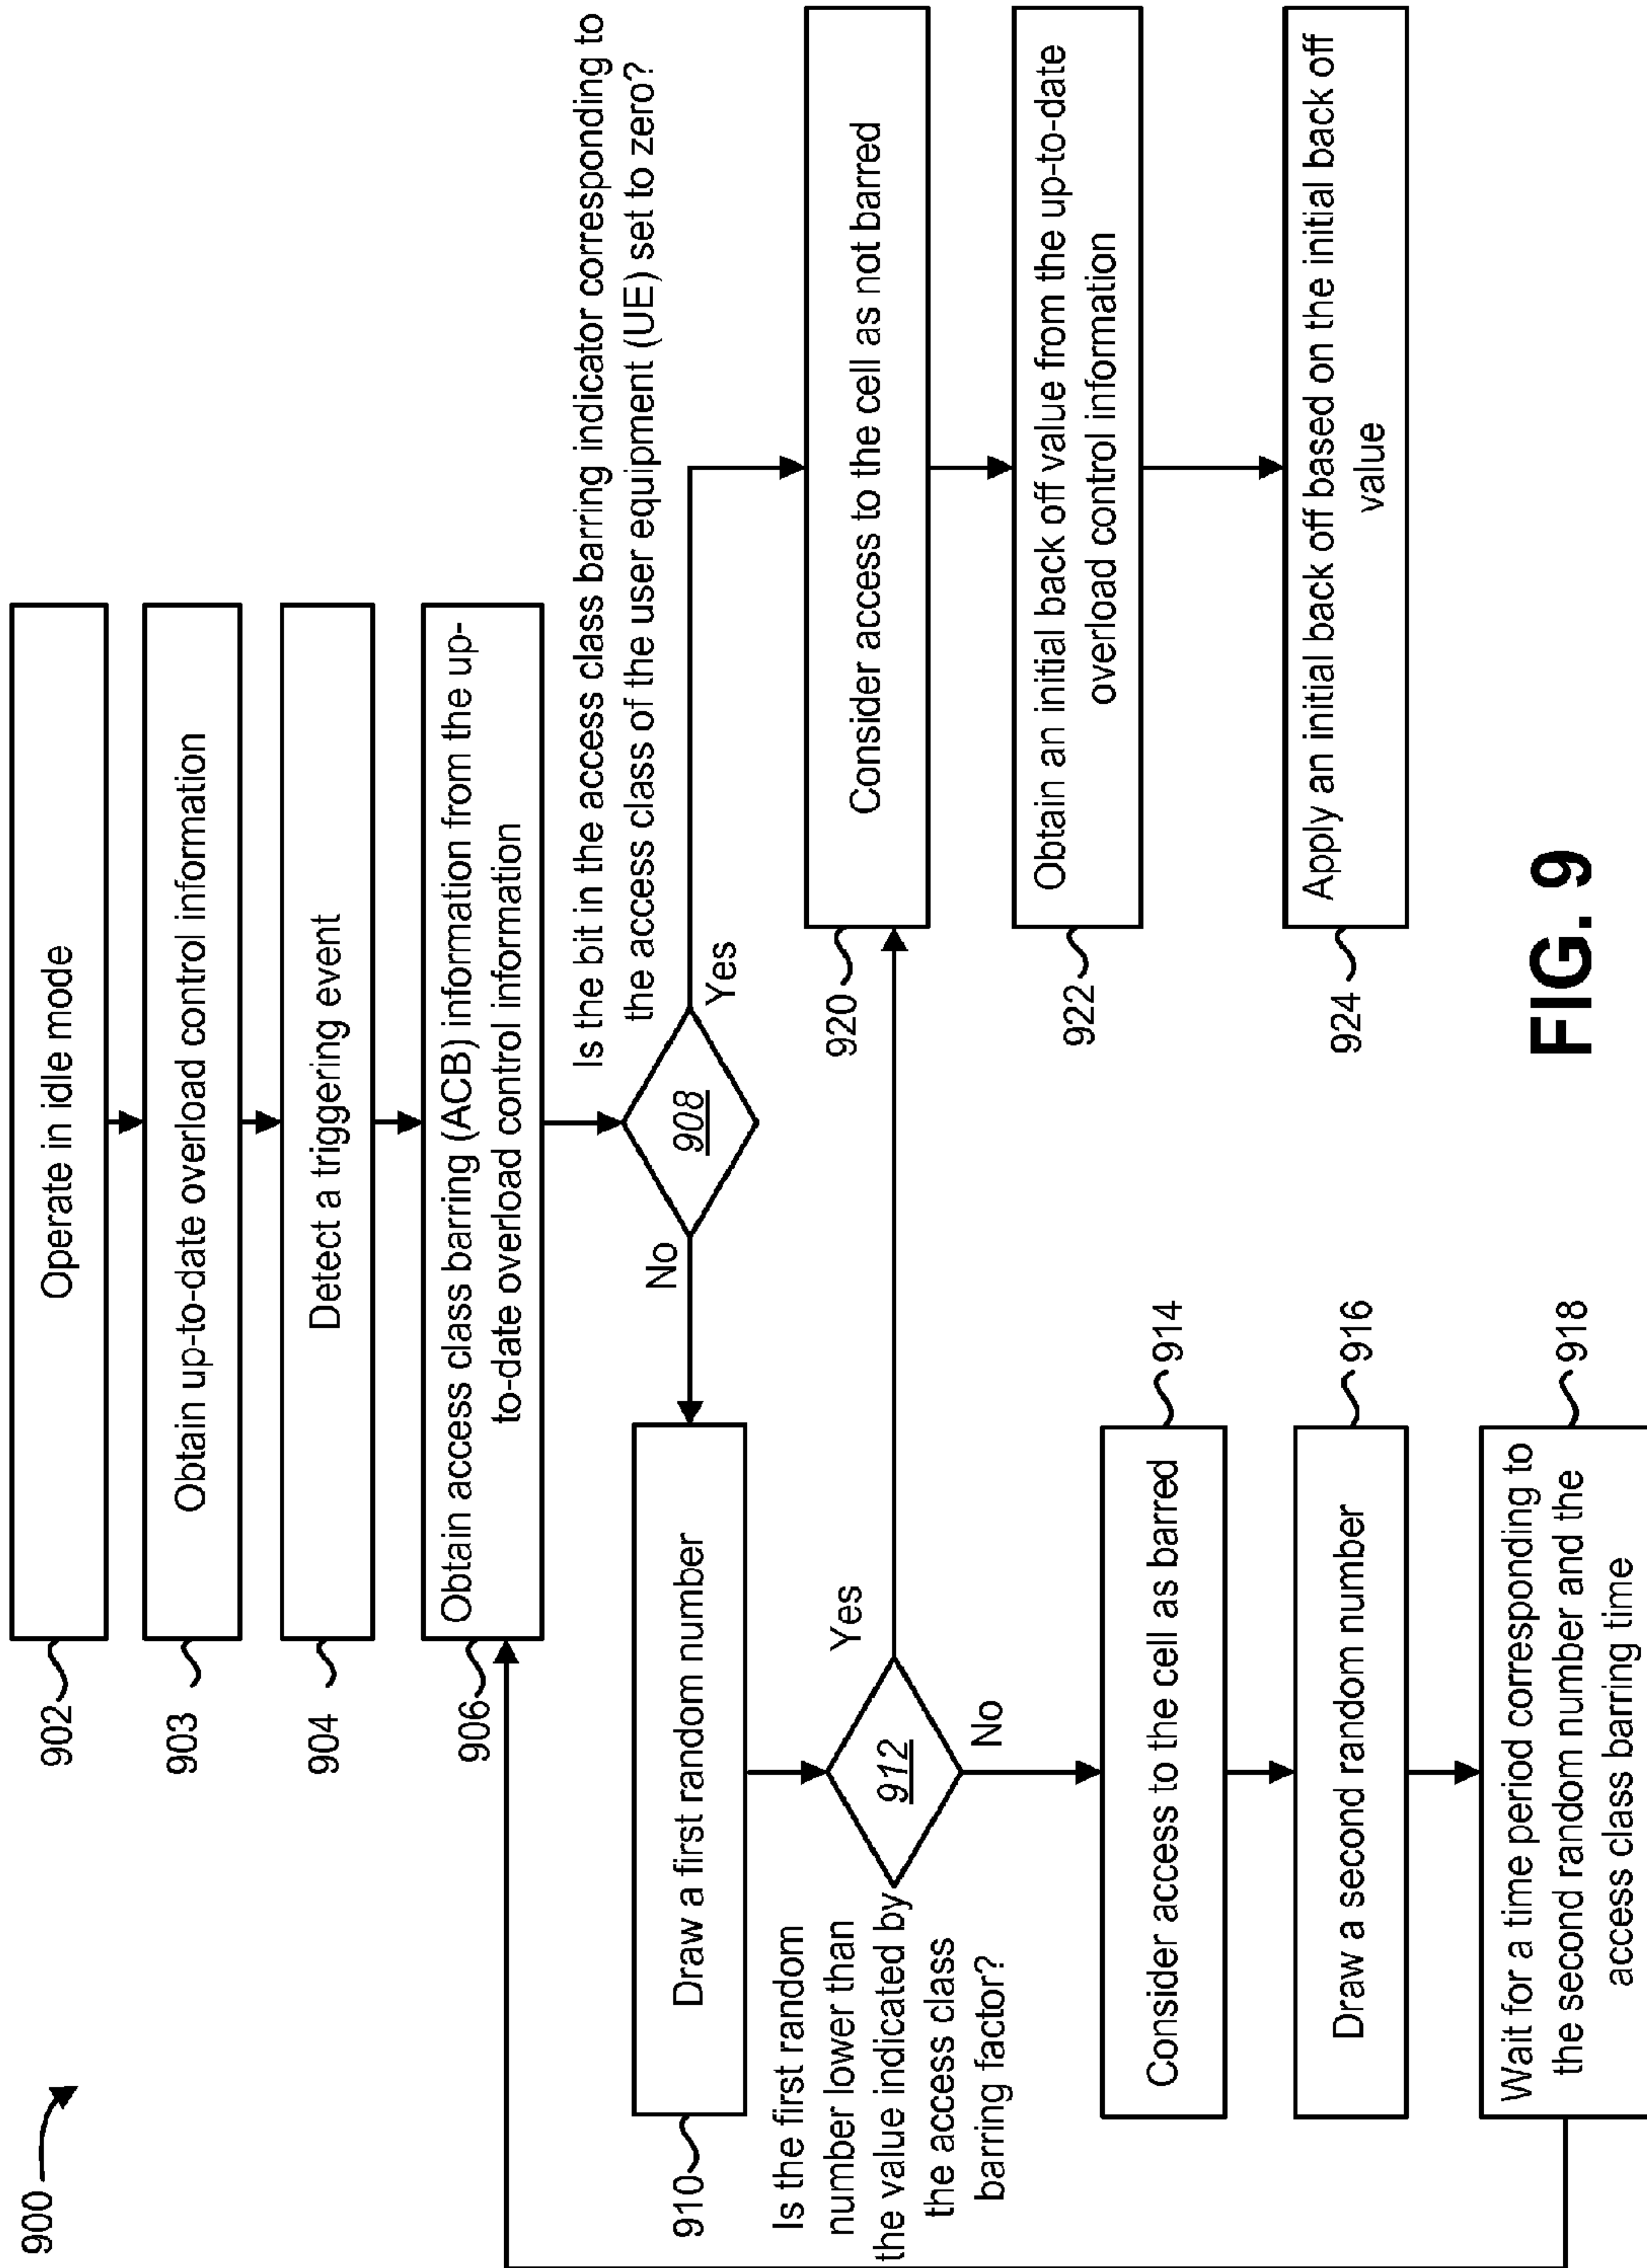 900
902
Operate in idle mode
903
Obtain up-to-date overload control information
904
Detect a triggering event
906
Obtain access class barring (ACB) information from the up-
to-date overload control information
Is the bit in the access class barring indicator corresponding to
the access class of the user equipment (UE) set to zero?
908
No
Yes
910
Draw a first random number
Is the first random
number lower than
the value indicated by
the access class
barring factor?
912
Yes
No
920
Consider access to the cell as not barred
922
Obtain an initial back off value from the up-to-date
overload control information
924
Apply an initial back off based on the initial back off
value
Consider access to the cell as barred
914
Draw a second random number
916
Wait for a time period corresponding to
the second random number and the
access class barring time
918
FIG. 9